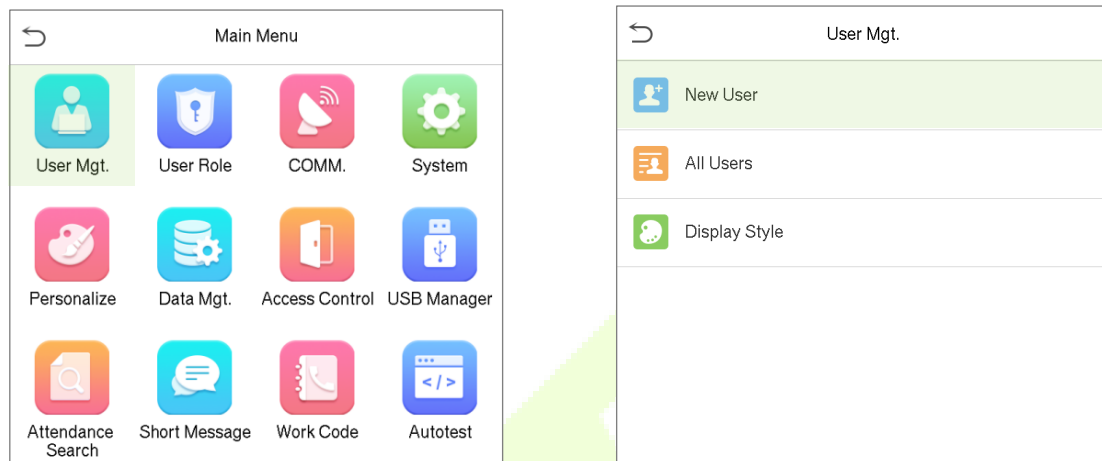 Main Menu
User Mgt.
User Role
COMM.
System
Personalize
Data Mgt.
Access Control
USB Manager
Attendance
Search
Short Message
Work Code
Autotest
User Mgt.
New User
All Users
Display Style